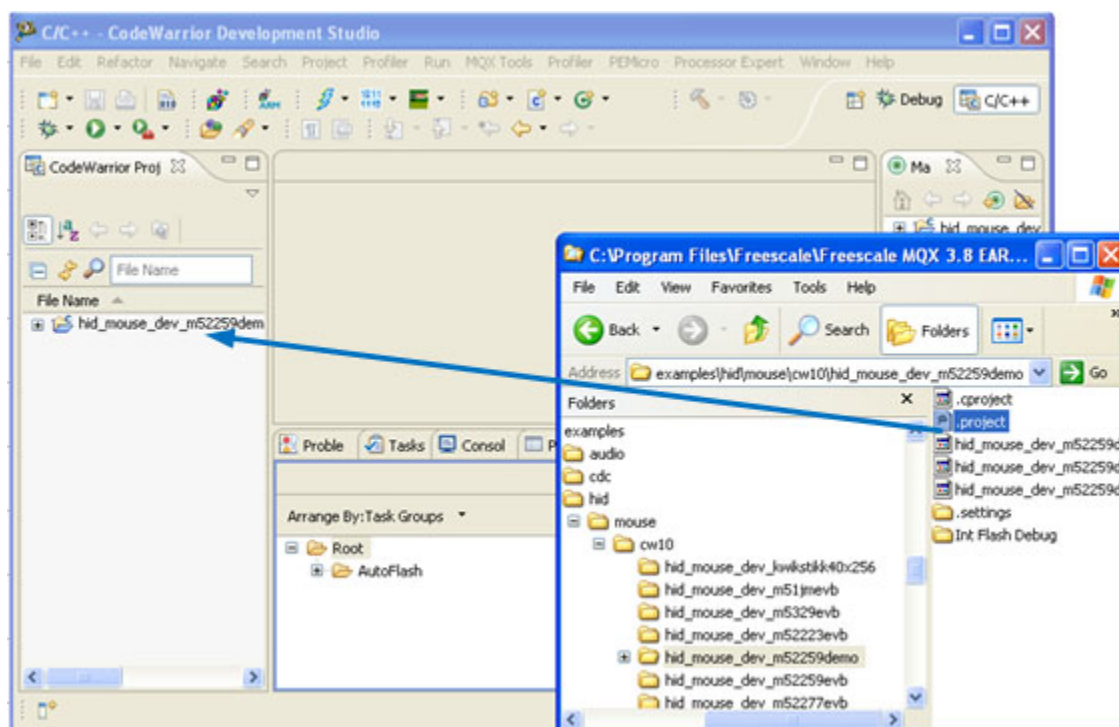 C/C++ - CodeWarrior Development Studio
File Edit Refactor Navigate Search Project Profiler Run MQX Tools Profiler PEMicro Processor Expert Window Help
Debug C/C++
CodeWarrior Proj
Ma
hid_mouse_dev
File Name
File Name
hid_mouse_dev_m52259dem
Proble Tasks Consol P
Arrange By:Task Groups
Root
AutoFlash
C:\Program Files\Freescale\Freescale MQX 3.8 EAR...
File Edit View Favorites Tools Help
Back Search Folders
Address examples\hid\mouse\cw10\hid_mouse_dev_m52259demo Go
Folders
examples
audio
cdc
hid
mouse
cw10
hid_mouse_dev_kwikstikk40x256
hid_mouse_dev_m51jmevb
hid_mouse_dev_m5329evb
hid_mouse_dev_m52223evb
hid_mouse_dev_m52259demo
hid_mouse_dev_m52259evb
hid_mouse_dev_m52277evb
.cproject
.project
hid_mouse_dev_m52259d
hid_mouse_dev_m52259d
hid_mouse_dev_m52259d
.settings
Int Flash Debug